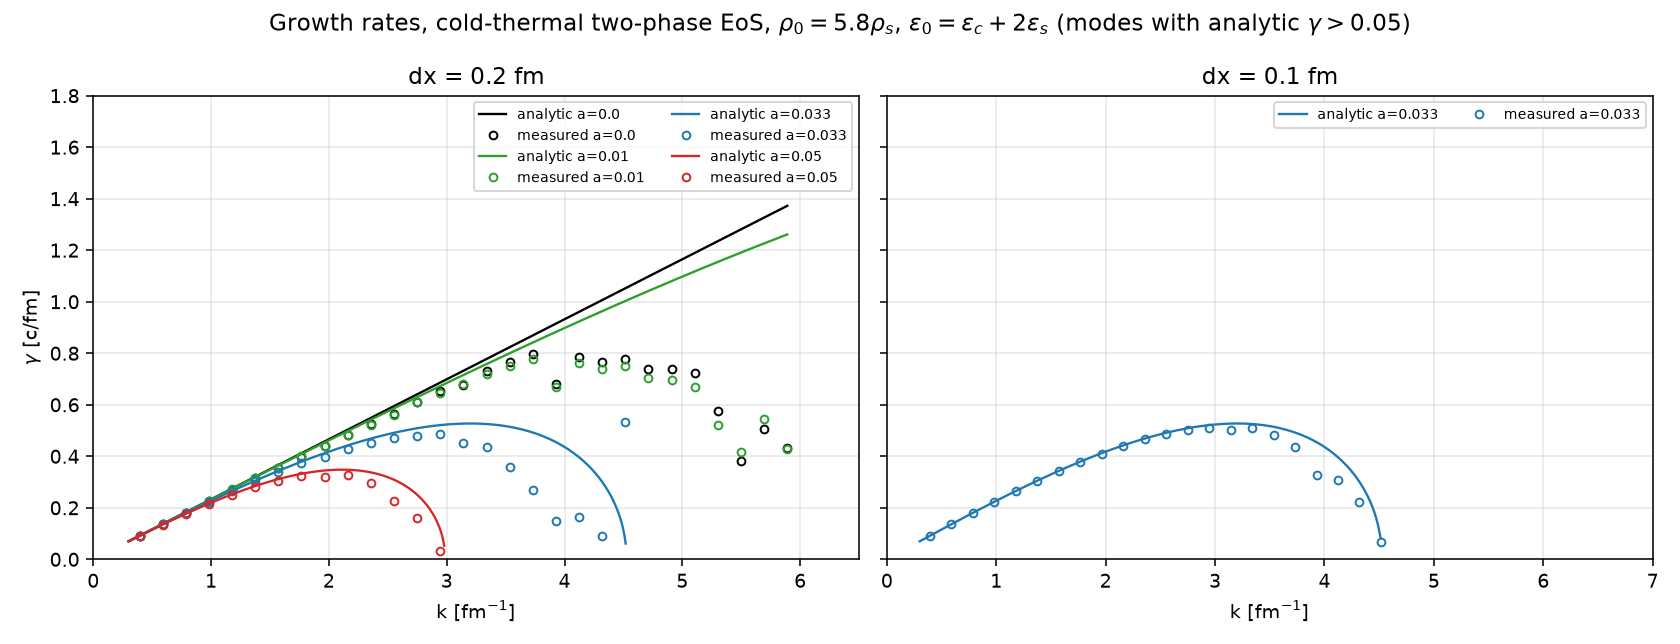 Growth rates, cold-thermal two-phase EoS, ρ₀ = 5.8ρₛ, ε₀ = ε_c + 2εₛ (modes with analytic γ > 0.05)
dx = 0.2 fm
1.8
1.6
1.4
1.2
1.0
0.8
0.6
0.4
0.2
0.0
γ [c/fm]
analytic a=0.0
measured a=0.0
analytic a=0.01
measured a=0.01
analytic a=0.033
measured a=0.033
analytic a=0.05
measured a=0.05
0 1 2 3 4 5 6
k [fm⁻¹]
dx = 0.1 fm
analytic a=0.033
measured a=0.033
0 1 2 3 4 5 6 7
k [fm⁻¹]